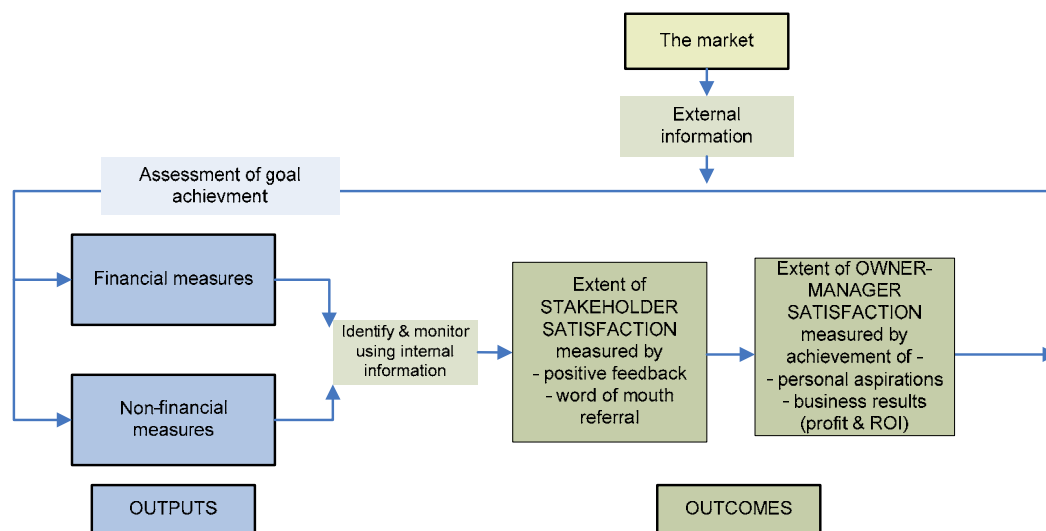 The market
External
information
Assessment of goal
achievment
Financial measures
Non-financial
measures
Identify & monitor
using internal
information
Extent of
STAKEHOLDER
SATISFACTION
measured by
- positive feedback
- word of mouth
referral
Extent of OWNER-
MANAGER
SATISFACTION
measured by
achievement of -
- personal aspirations
- business results
(profit & ROI)
OUTPUTS
OUTCOMES